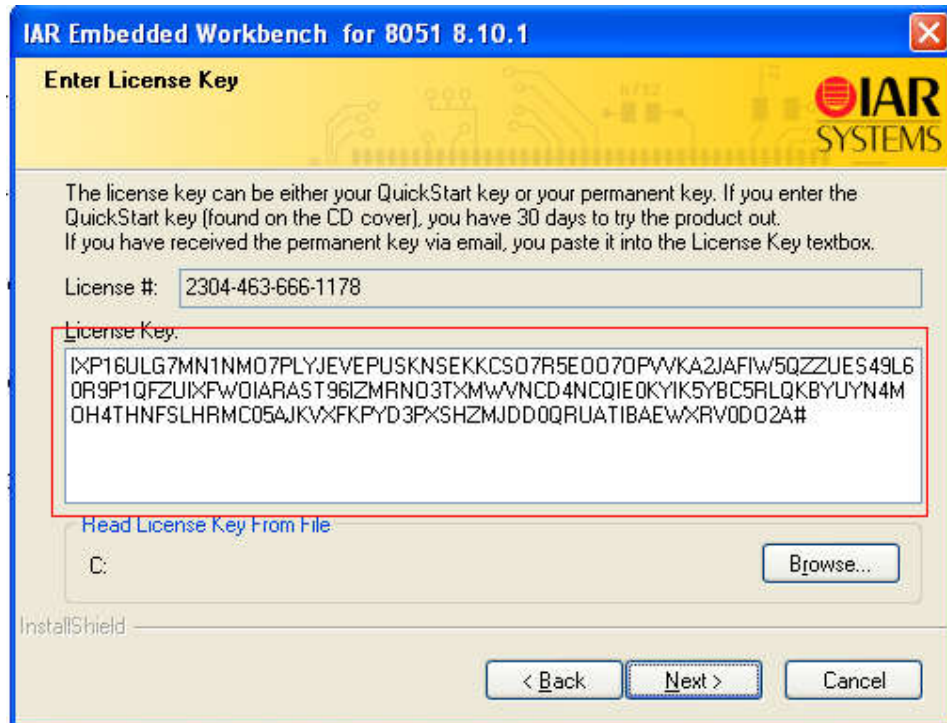 IAR Embedded Workbench for 8051 8.10.1
Enter License Key
IAR
SYSTEMS
The license key can be either your QuickStart key or your permanent key. If you enter the
QuickStart key (found on the CD cover), you have 30 days to try the product out.
If you have received the permanent key via email, you paste it into the License Key textbox.
License #: 2304-463-666-1178
License Key:
IXP16ULG7MN1NMO7PLYJEVEPUSKNSEKKCSO7R5EOO7OPVVKA2JAFIW5QZZUES49L6
0R9P1QFZUIXFWOIARAST96IZMRNO3TXMWVNCD4NCQIE0KYIK5YBC5RLQKBYUYN4M
OH4THNFSLHRMC05AJKVXFKPYD3PXSHZMJDD0QRUATIBAEWXRV0DO2A#
Read License Key From File
C:
Browse...
InstallShield
< Back
Next >
Cancel